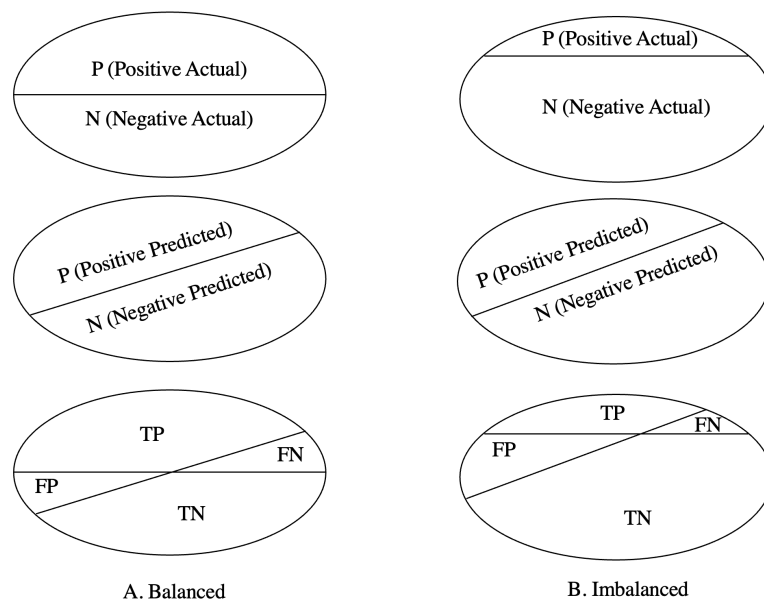 P (Positive Actual)
N (Negative Actual)
P (Positive Predicted)
N (Negative Predicted)
TP
FN
FP
TN
A. Balanced
P (Positive Actual)
N (Negative Actual)
P (Positive Predicted)
N (Negative Predicted)
TP
FN
FP
TN
B. Imbalanced